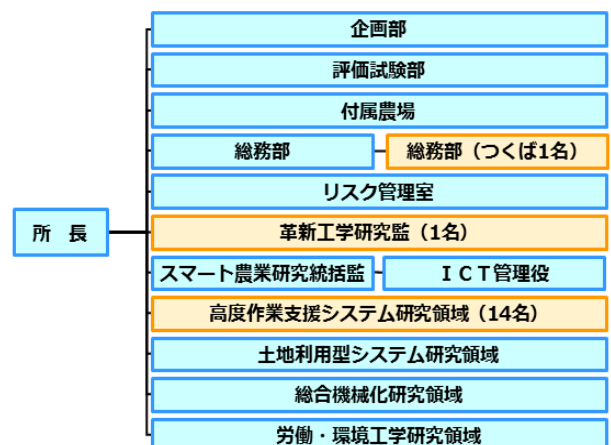 企画部
評価試験部
付属農場
総務部
総務部（つくば1名）
リスク管理室
所　長
革新工学研究監（1名）
スマート農業研究統括監
ＩＣＴ管理役
高度作業支援システム研究領域（14名）
土地利用型システム研究領域
総合機械化研究領域
労働・環境工学研究領域